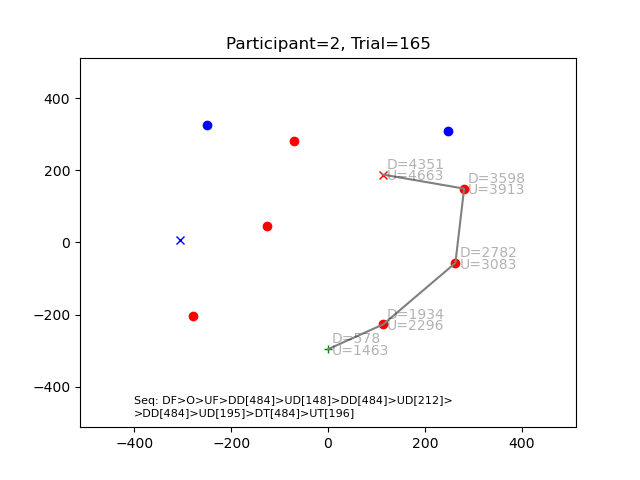 Participant=2, Trial=165
400
200
0
−200
−400
−400
−200
0
200
400
D=4351
U=4663
D=3598
U=3913
D=2782
U=3083
D=1934
U=2296
D=578
U=1463
Seq: DF>O>UF>DD[484]>UD[148]>DD[484]>UD[212]>
>DD[484]>UD[195]>DT[484]>UT[196]